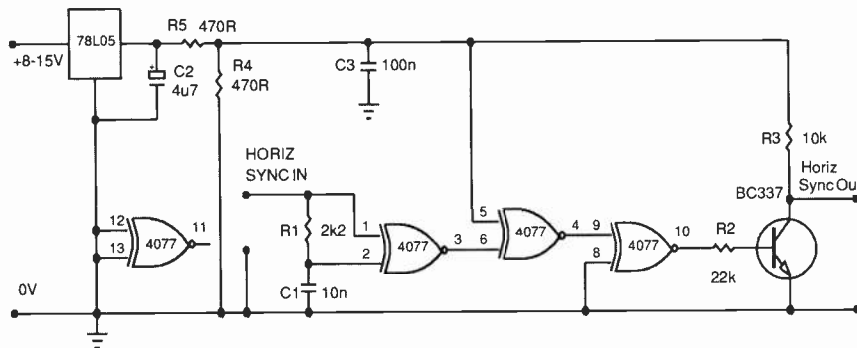 78L05
+8-15V
R5 470R
C2
4u7
R4
470R
C3 100n
R3 10k
HORIZ
SYNC IN
Horiz
Sync Out
BC337
R1 2k2
C1 10n
12
13
4077
11
1
2
4077
3
5
6
4077
4
9
8
4077
10
R2
22k
0V